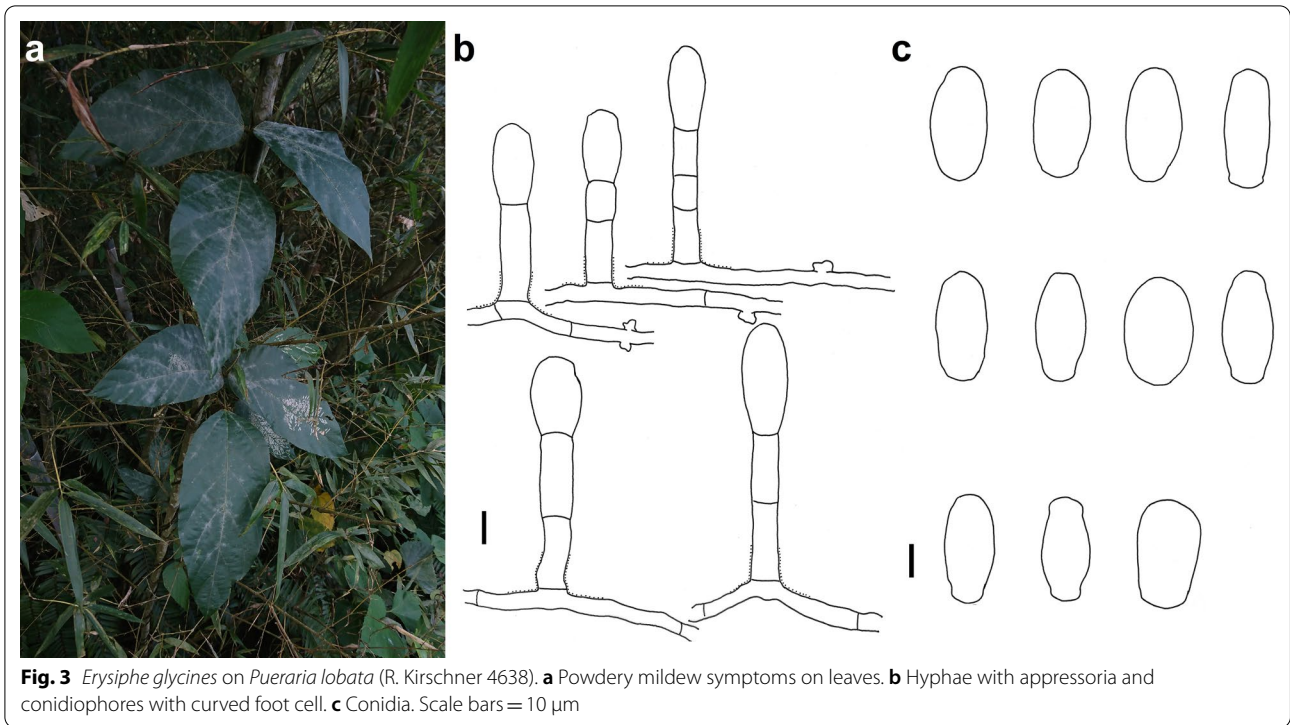 a
b
c
Fig. 3 Erysiphe glycines on Pueraria lobata (R. Kirschner 4638). a Powdery mildew symptoms on leaves. b Hyphae with appressoria and
conidiophores with curved foot cell. c Conidia. Scale bars = 10 µm